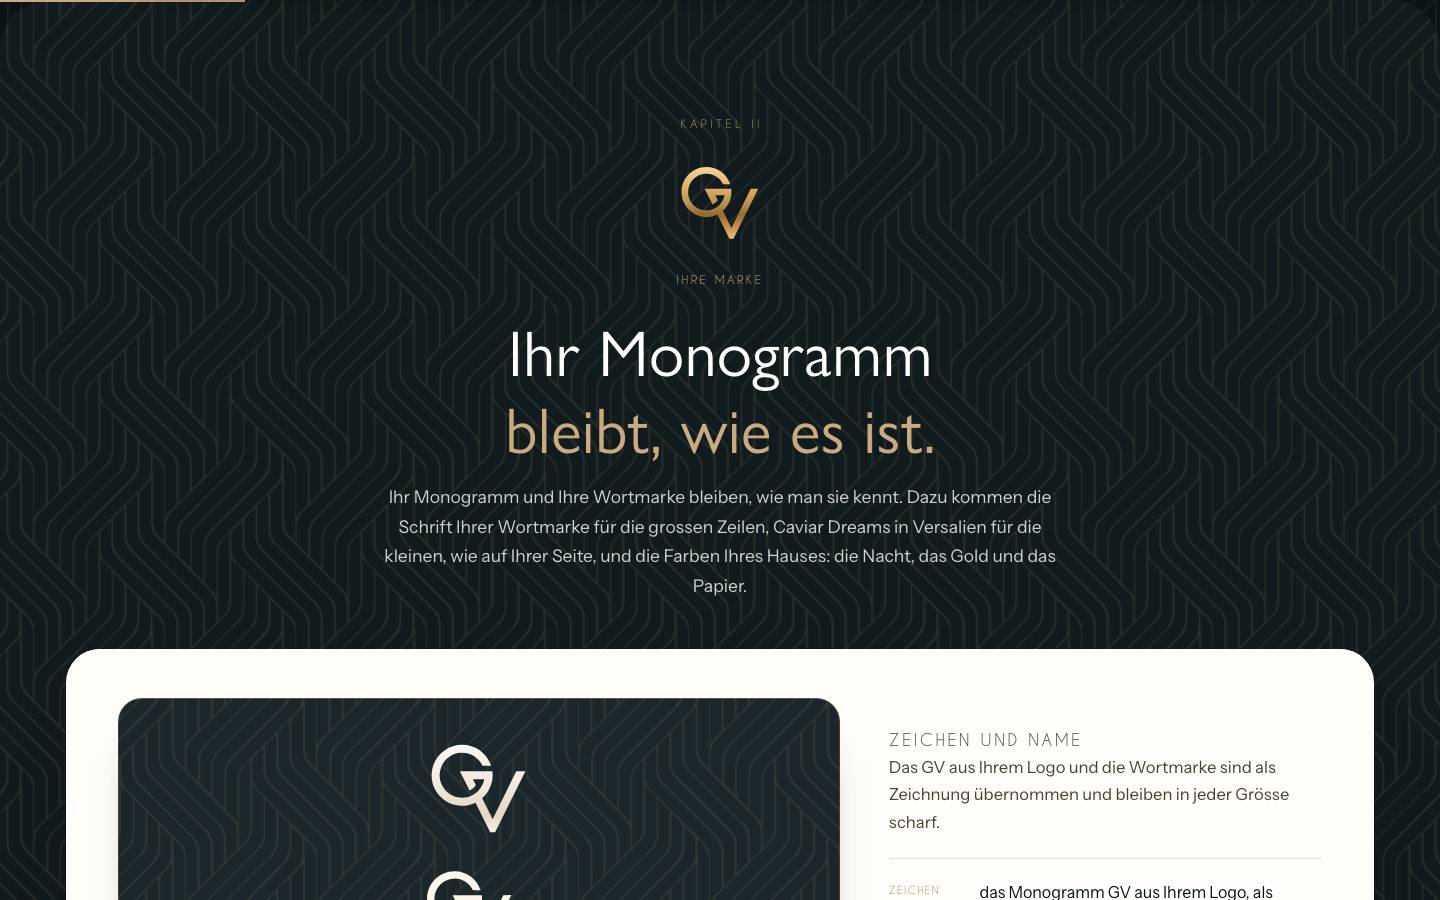 KAPITEL II
GV
IHRE MARKE
Ihr Monogramm
bleibt, wie es ist.
Ihr Monogramm und Ihre Wortmarke bleiben, wie man sie kennt. Dazu kommen die
Schrift Ihrer Wortmarke für die grossen Zeilen, Caviar Dreams in Versalien für die
kleinen, wie auf Ihrer Seite, und die Farben Ihres Hauses: die Nacht, das Gold und das
Papier.
GV
ZEICHEN UND NAME
Das GV aus Ihrem Logo und die Wortmarke sind als
Zeichnung übernommen und bleiben in jeder Grösse
scharf.
ZEICHEN
das Monogramm GV aus Ihrem Logo, als